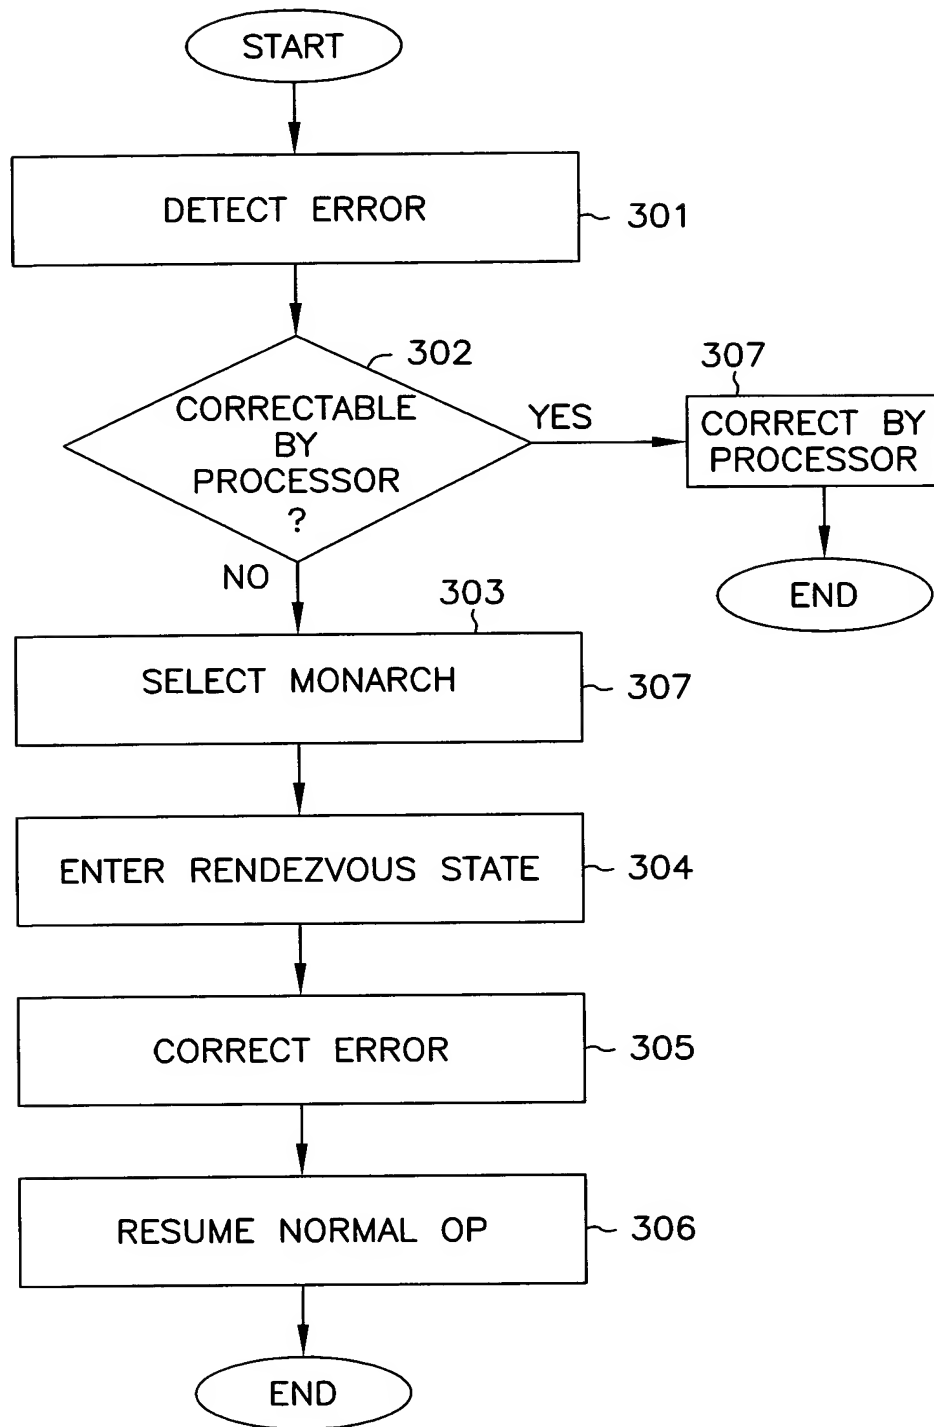 START
DETECT ERROR
301
302
CORRECTABLE
BY
PROCESSOR
?
YES
307
CORRECT BY
PROCESSOR
END
NO
303
SELECT MONARCH
307
ENTER RENDEZVOUS STATE
304
CORRECT ERROR
305
RESUME NORMAL OP
306
END